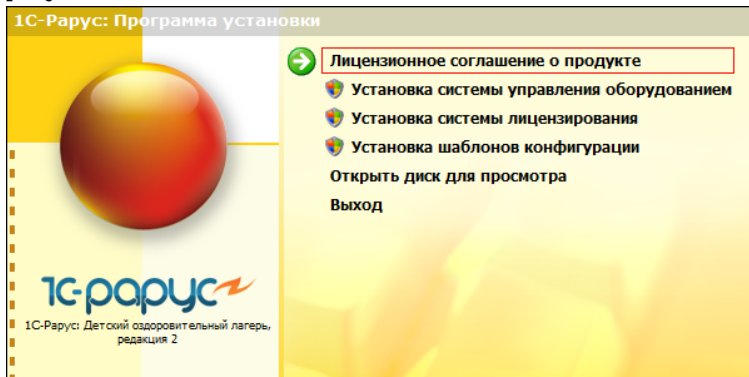 1С-Рарус: Программа установки
Лицензионное соглашение о продукте
Установка системы управления оборудованием
Установка системы лицензирования
Установка шаблонов конфигурации
Открыть диск для просмотра
Выход
1С-рарус
1С-Рарус: Детский оздоровительный лагерь,
редакция 2